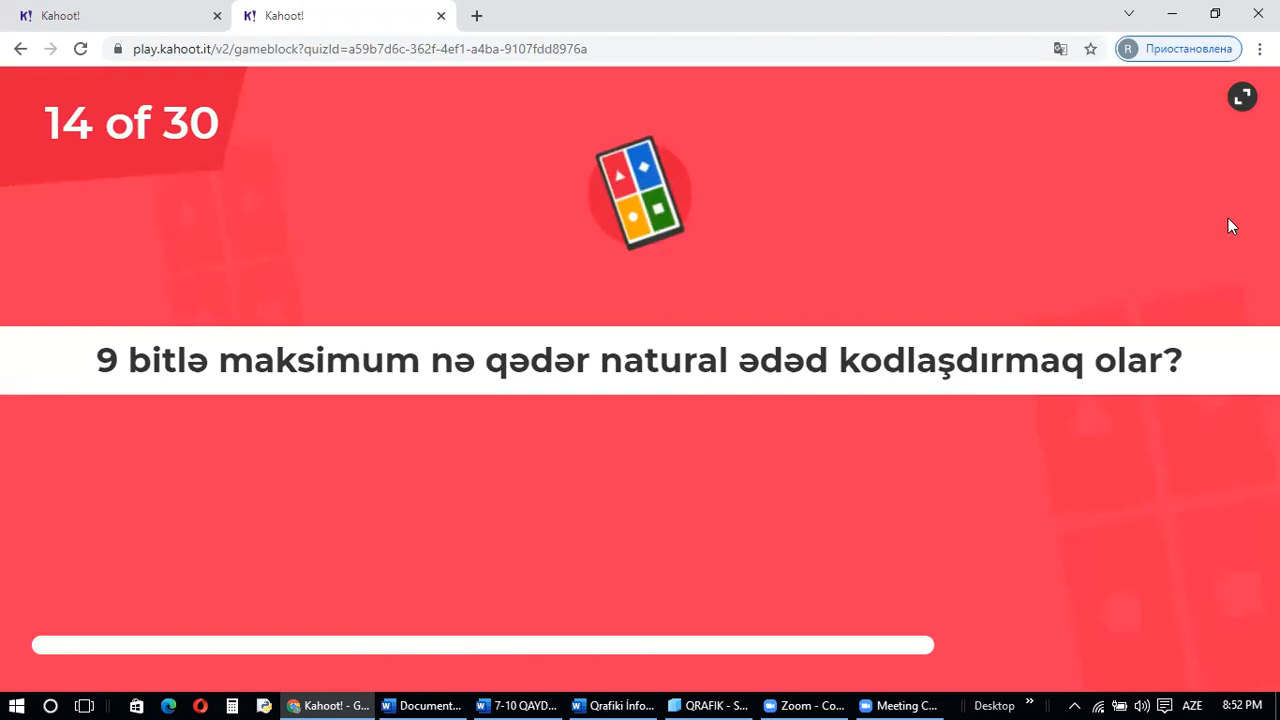 Kahoot!
Kahoot!
play.kahoot.it/v2/gameblock?quizId=a59b7d6c-362f-4ef1-a4ba-9107fdd8976a
R Приостановлена
14 of 30
9 bitlə maksimum nə qədər natural ədəd kodlaşdırmaq olar?
Kahoot! - G...
Document...
7-10 QAYD...
Qrafiki İnfo...
QRAFIK - S...
Zoom - Co...
Meeting C...
Desktop
AZE
8:52 PM